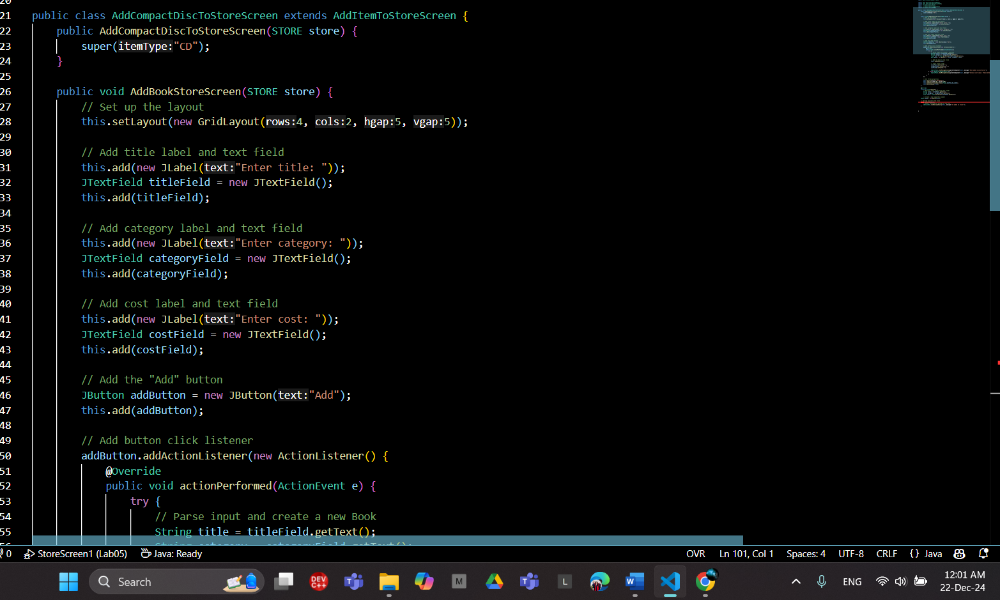 20
21 public class AddCompactDiscToStoreScreen extends AddItemToStoreScreen {
22 public AddCompactDiscToStoreScreen(STORE store) {
23 super(itemType:"CD");
24 }
25
26 public void AddBookStoreScreen(STORE store) {
27 // Set up the layout
28 this.setLayout(new GridLayout(rows:4, cols:2, hgap:5, vgap:5));
29
30 // Add title label and text field
31 this.add(new JLabel(text:"Enter title: "));
32 JTextField titleField = new JTextField();
33 this.add(titleField);
34
35 // Add category label and text field
36 this.add(new JLabel(text:"Enter category: "));
37 JTextField categoryField = new JTextField();
38 this.add(categoryField);
39
40 // Add cost label and text field
41 this.add(new JLabel(text:"Enter cost: "));
42 JTextField costField = new JTextField();
43 this.add(costField);
44
45 // Add the "Add" button
46 JButton addButton = new JButton(text:"Add");
47 this.add(addButton);
48
49 // Add button click listener
50 addButton.addActionListener(new ActionListener() {
51 @Override
52 public void actionPerformed(ActionEvent e) {
53 try {
54 // Parse input and create a new Book
55 String title = titleField.getText();
56 String category = categoryField.getText();
0 StoreScreen1 (Lab05) Java: Ready OVR Ln 101, Col 1 Spaces: 4 UTF-8 CRLF {} Java
Search DEV C++ T M T L W ENG 12:01 AM
22-Dec-24